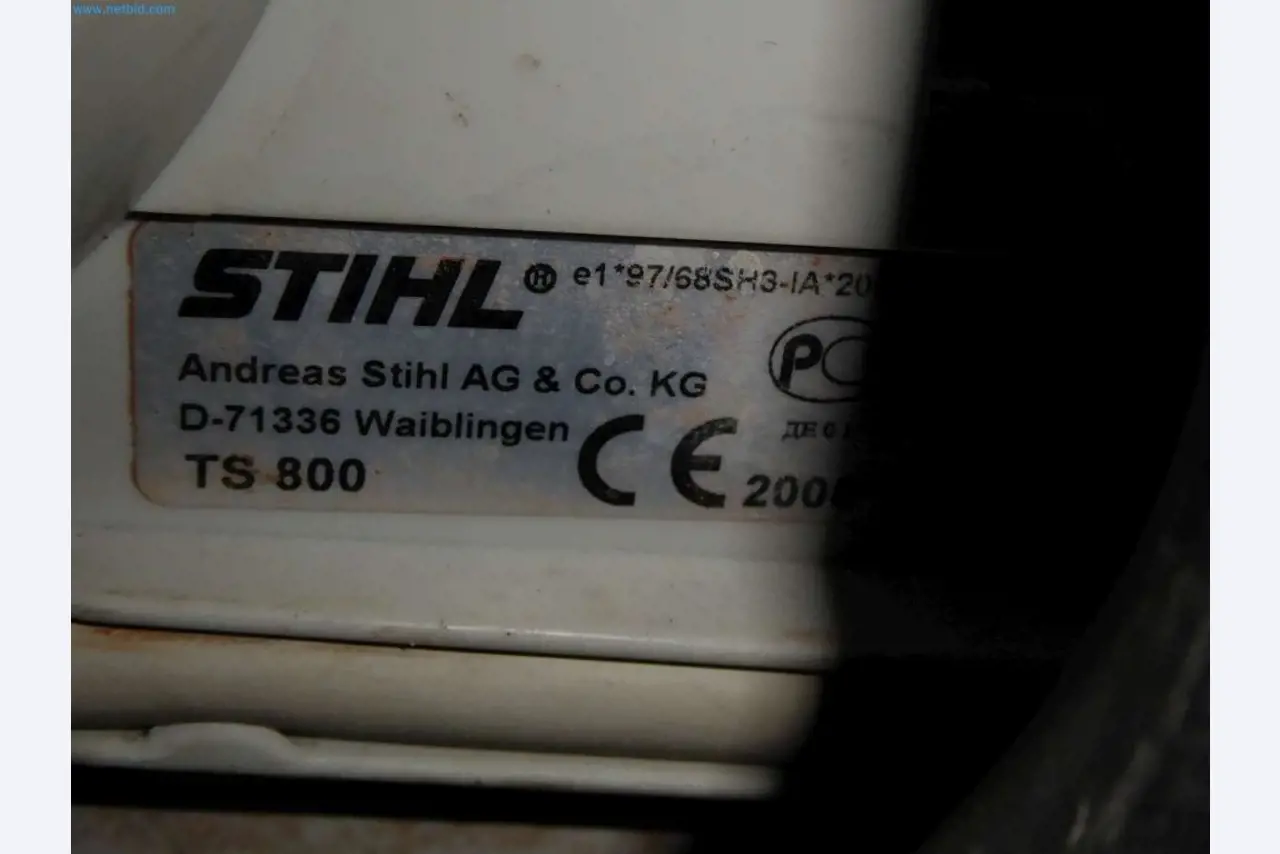 www.netbid.com
STIHL® e1*97/68SH3-IA*20
Andreas Stihl AG & Co. KG
D-71336 Waiblingen
TS 800
CE